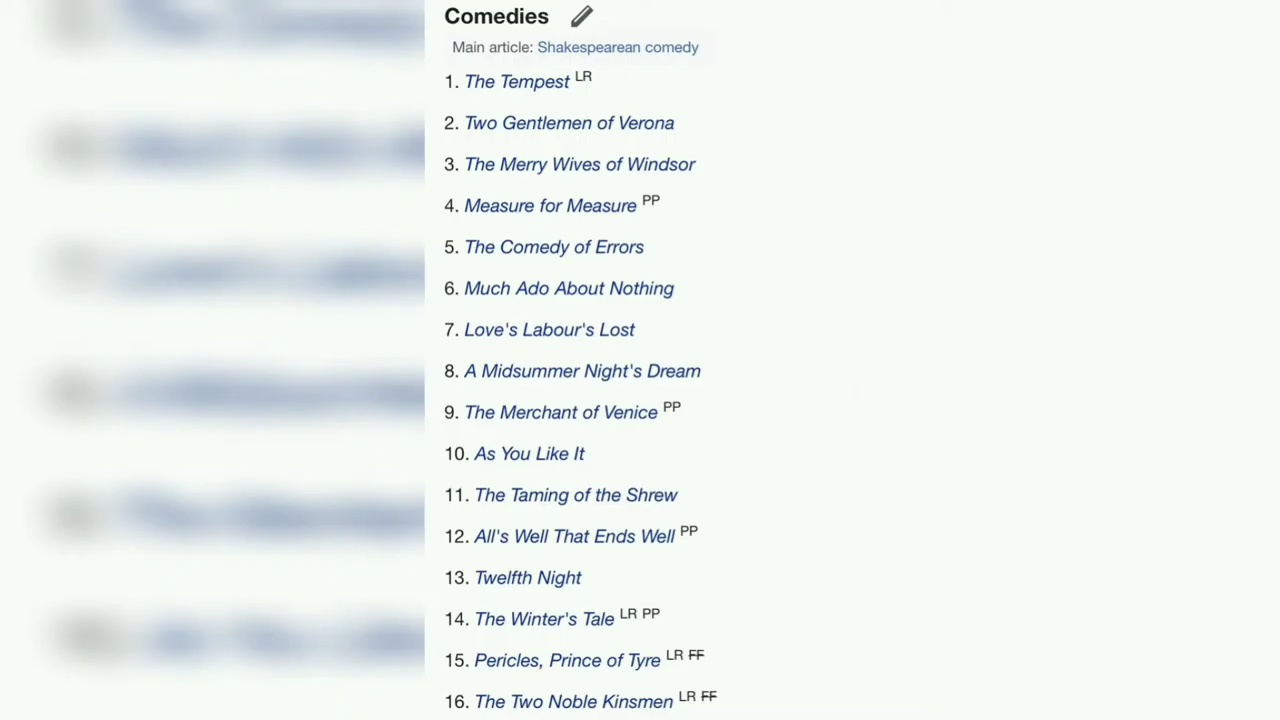 Comedies
Main article: Shakespearean comedy
1. The Tempest LR
2. Two Gentlemen of Verona
3. The Merry Wives of Windsor
4. Measure for Measure PP
5. The Comedy of Errors
6. Much Ado About Nothing
7. Love's Labour's Lost
8. A Midsummer Night's Dream
9. The Merchant of Venice PP
10. As You Like It
11. The Taming of the Shrew
12. All's Well That Ends Well PP
13. Twelfth Night
14. The Winter's Tale LR PP
15. Pericles, Prince of Tyre LR FF
16. The Two Noble Kinsmen LR FF